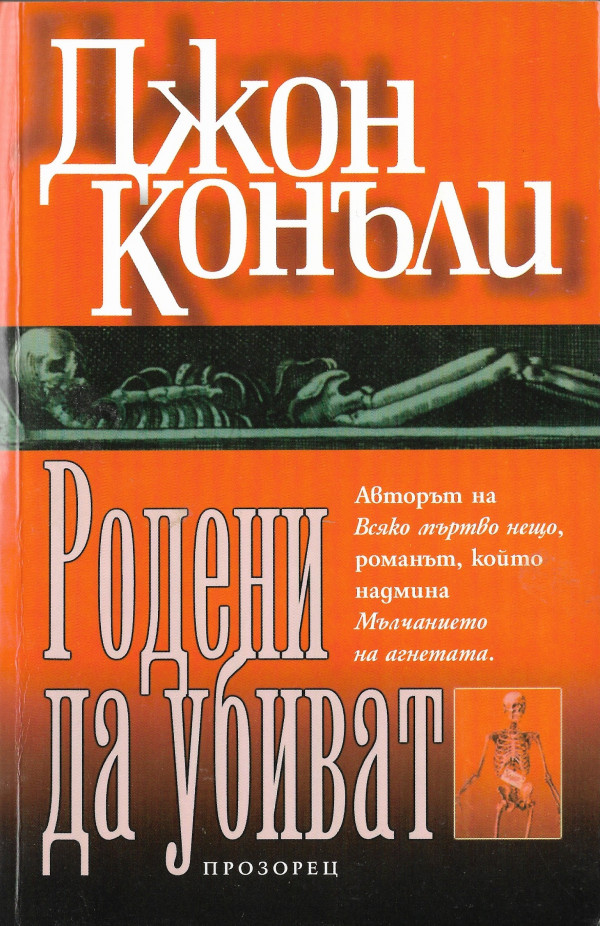 Джон
Конъли
Авторът на
Всяко мъртво нещо,
романът, който
надмина
Мълчанието
на агнетата.
Родени
да убиват
ПРОЗОРЕЦ